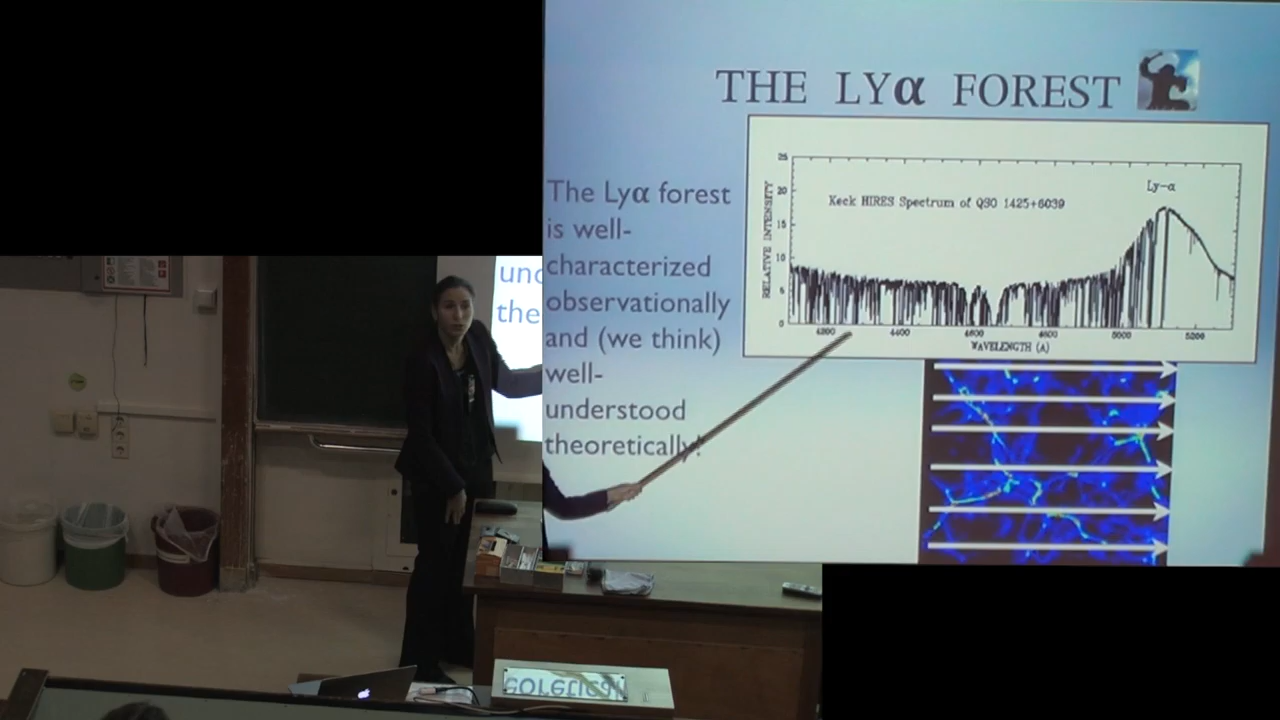 THE LYα FOREST
The Lyα forest
is well-
characterized
observationally
and (we think)
well-
understood
theoretically!
Ly-α
Keck HIRES Spectrum of QSO 1425+6039
RELATIVE INTENSITY
25
20
15
10
5
0
4200 4400 4600 4800 5000 5200
WAVELENGTH (Å)
und
the